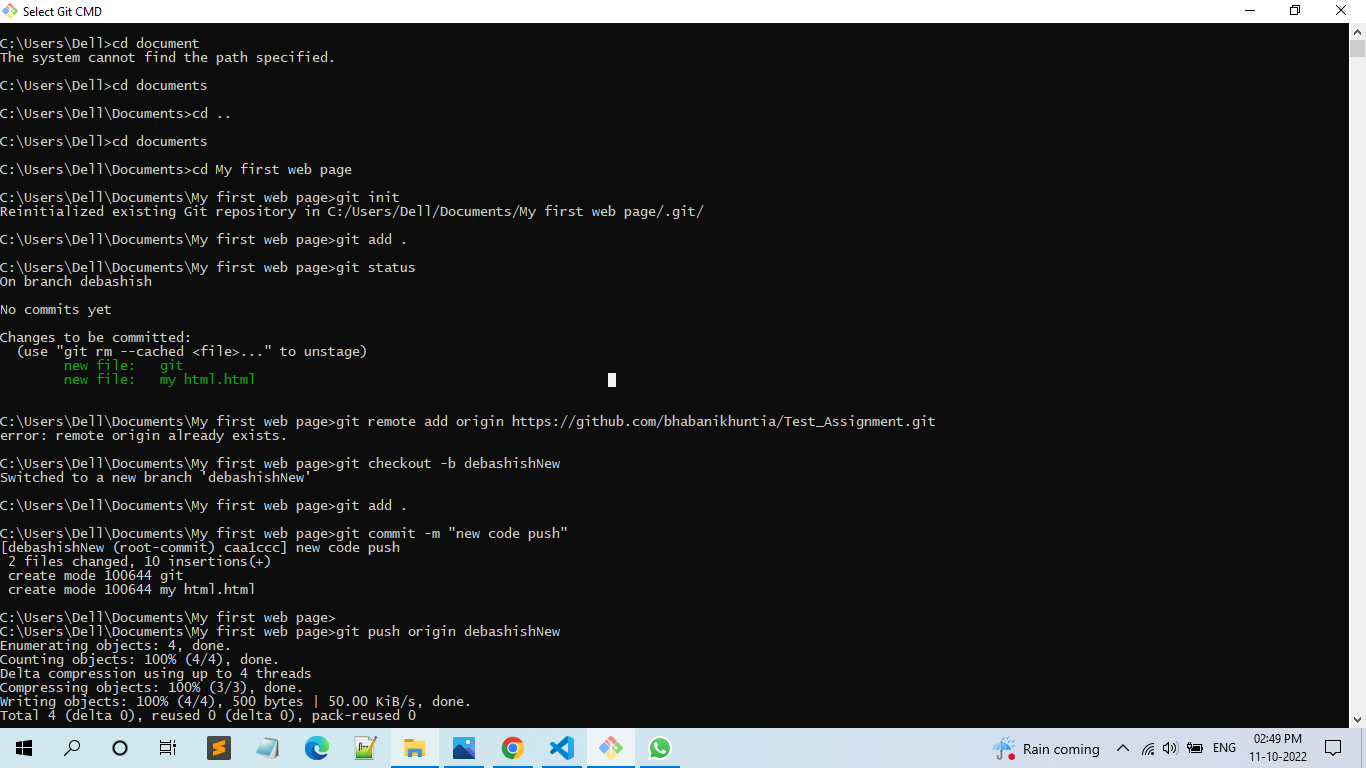 Select Git CMD
C:\Users\Dell>cd document
The system cannot find the path specified.
C:\Users\Dell>cd documents
C:\Users\Dell\Documents>cd ..
C:\Users\Dell>cd documents
C:\Users\Dell\Documents>cd My first web page
C:\Users\Dell\Documents\My first web page>git init
Reinitialized existing Git repository in C:/Users/Dell/Documents/My first web page/.git/
C:\Users\Dell\Documents\My first web page>git add .
C:\Users\Dell\Documents\My first web page>git status
On branch debashish
No commits yet
Changes to be committed:
  (use "git rm --cached <file>..." to unstage)
        new file:   git
        new file:   my html.html
C:\Users\Dell\Documents\My first web page>git remote add origin https://github.com/bhabanikhuntia/Test_Assignment.git
error: remote origin already exists.
C:\Users\Dell\Documents\My first web page>git checkout -b debashishNew
Switched to a new branch 'debashishNew'
C:\Users\Dell\Documents\My first web page>git add .
C:\Users\Dell\Documents\My first web page>git commit -m "new code push"
[debashishNew (root-commit) caa1ccc] new code push
 2 files changed, 10 insertions(+)
 create mode 100644 git
 create mode 100644 my html.html
C:\Users\Dell\Documents\My first web page>
C:\Users\Dell\Documents\My first web page>git push origin debashishNew
Enumerating objects: 4, done.
Counting objects: 100% (4/4), done.
Delta compression using up to 4 threads
Compressing objects: 100% (3/3), done.
Writing objects: 100% (4/4), 500 bytes | 50.00 KiB/s, done.
Total 4 (delta 0), reused 0 (delta 0), pack-reused 0
Rain coming
ENG
02:49 PM
11-10-2022